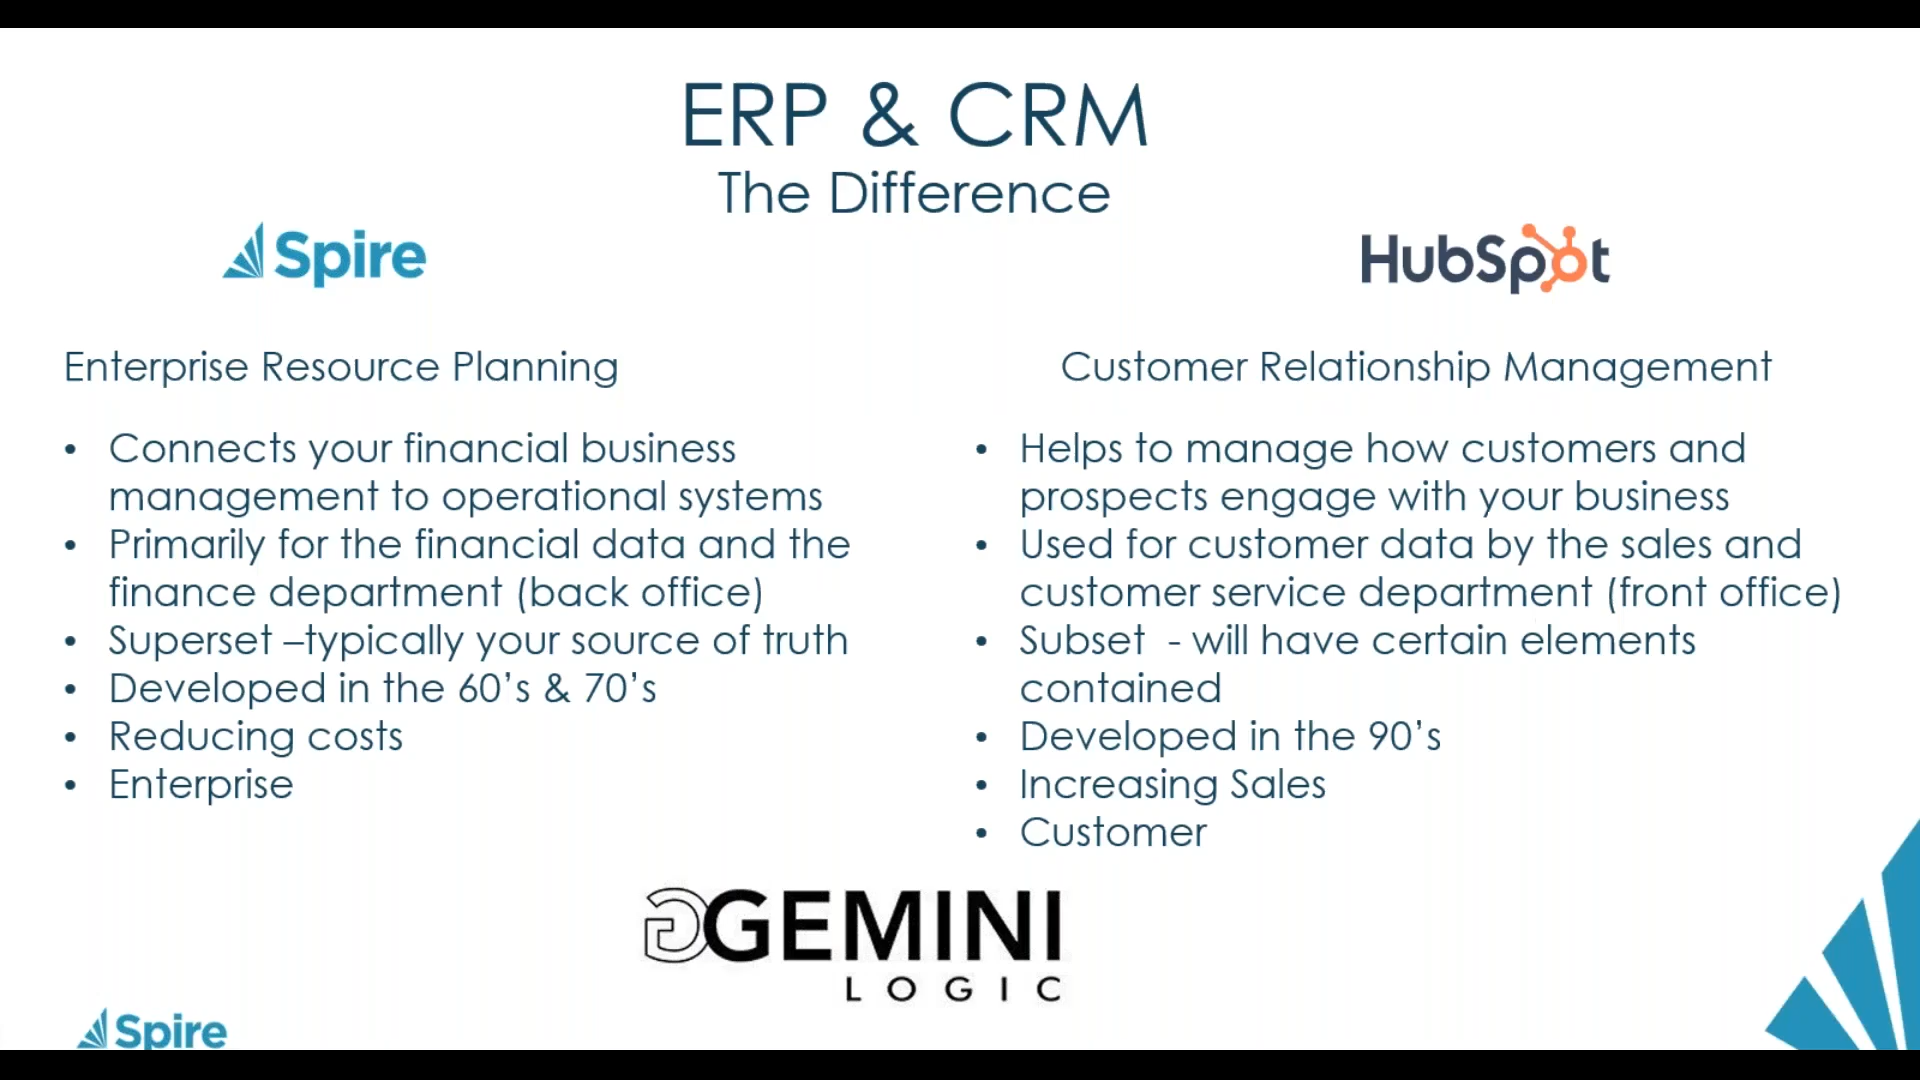 ERP & CRM
The Difference
Spire
HubSpot
Enterprise Resource Planning
• Connects your financial business
management to operational systems
• Primarily for the financial data and the
finance department (back office)
• Superset –typically your source of truth
• Developed in the 60’s & 70’s
• Reducing costs
• Enterprise
Customer Relationship Management
• Helps to manage how customers and
prospects engage with your business
• Used for customer data by the sales and
customer service department (front office)
• Subset - will have certain elements
contained
• Developed in the 90’s
• Increasing Sales
• Customer
GEMINI
LOGIC
Spire